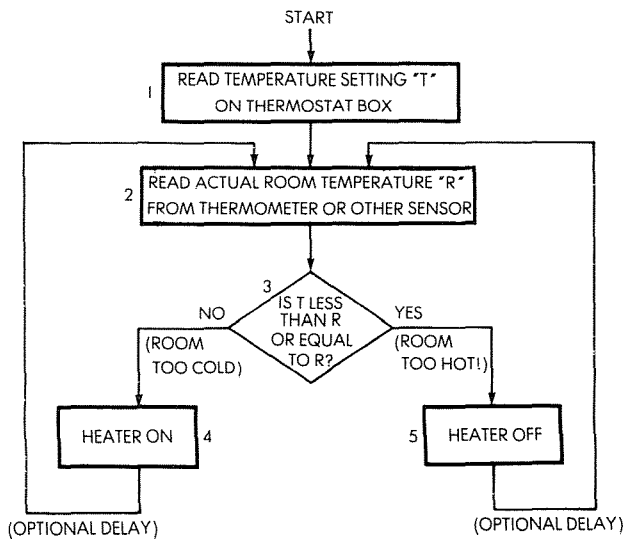 START
1
READ TEMPERATURE SETTING "T"
ON THERMOSTAT BOX
2
READ ACTUAL ROOM TEMPERATURE "R"
FROM THERMOMETER OR OTHER SENSOR
3
IS T LESS
THAN R
OR EQUAL
TO R?
NO
(ROOM
TOO COLD)
YES
(ROOM
TOO HOT!)
HEATER ON
4
5
HEATER OFF
(OPTIONAL DELAY)
(OPTIONAL DELAY)